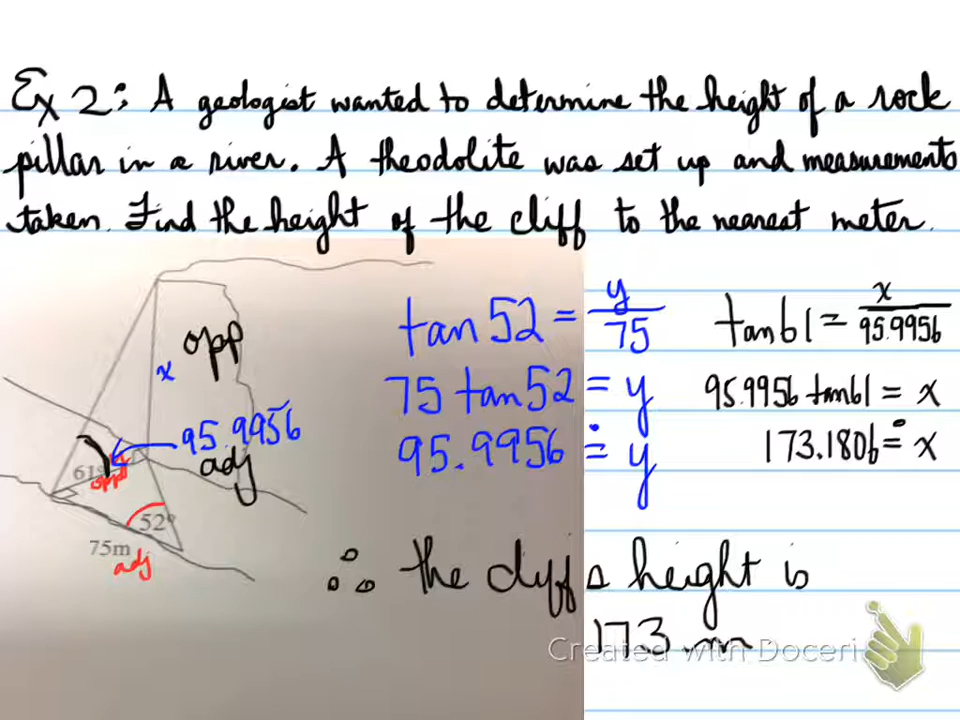 Ex 2: A geologist wanted to determine the height of a rock
pillar in a river. A theodolite was set up and measurements
taken. Find the height of the cliff to the nearest meter.
opp
x
95.9956
adj
61°
opp
52°
75m
adj
tan 52 = y/75
75 tan 52 = y
95.9956 ≐ y
tan 61 = x/95.9956
95.9956 tan 61 = x
173.1806 ≐ x
∴ the cliffs height is
173 m
Created with Doceri